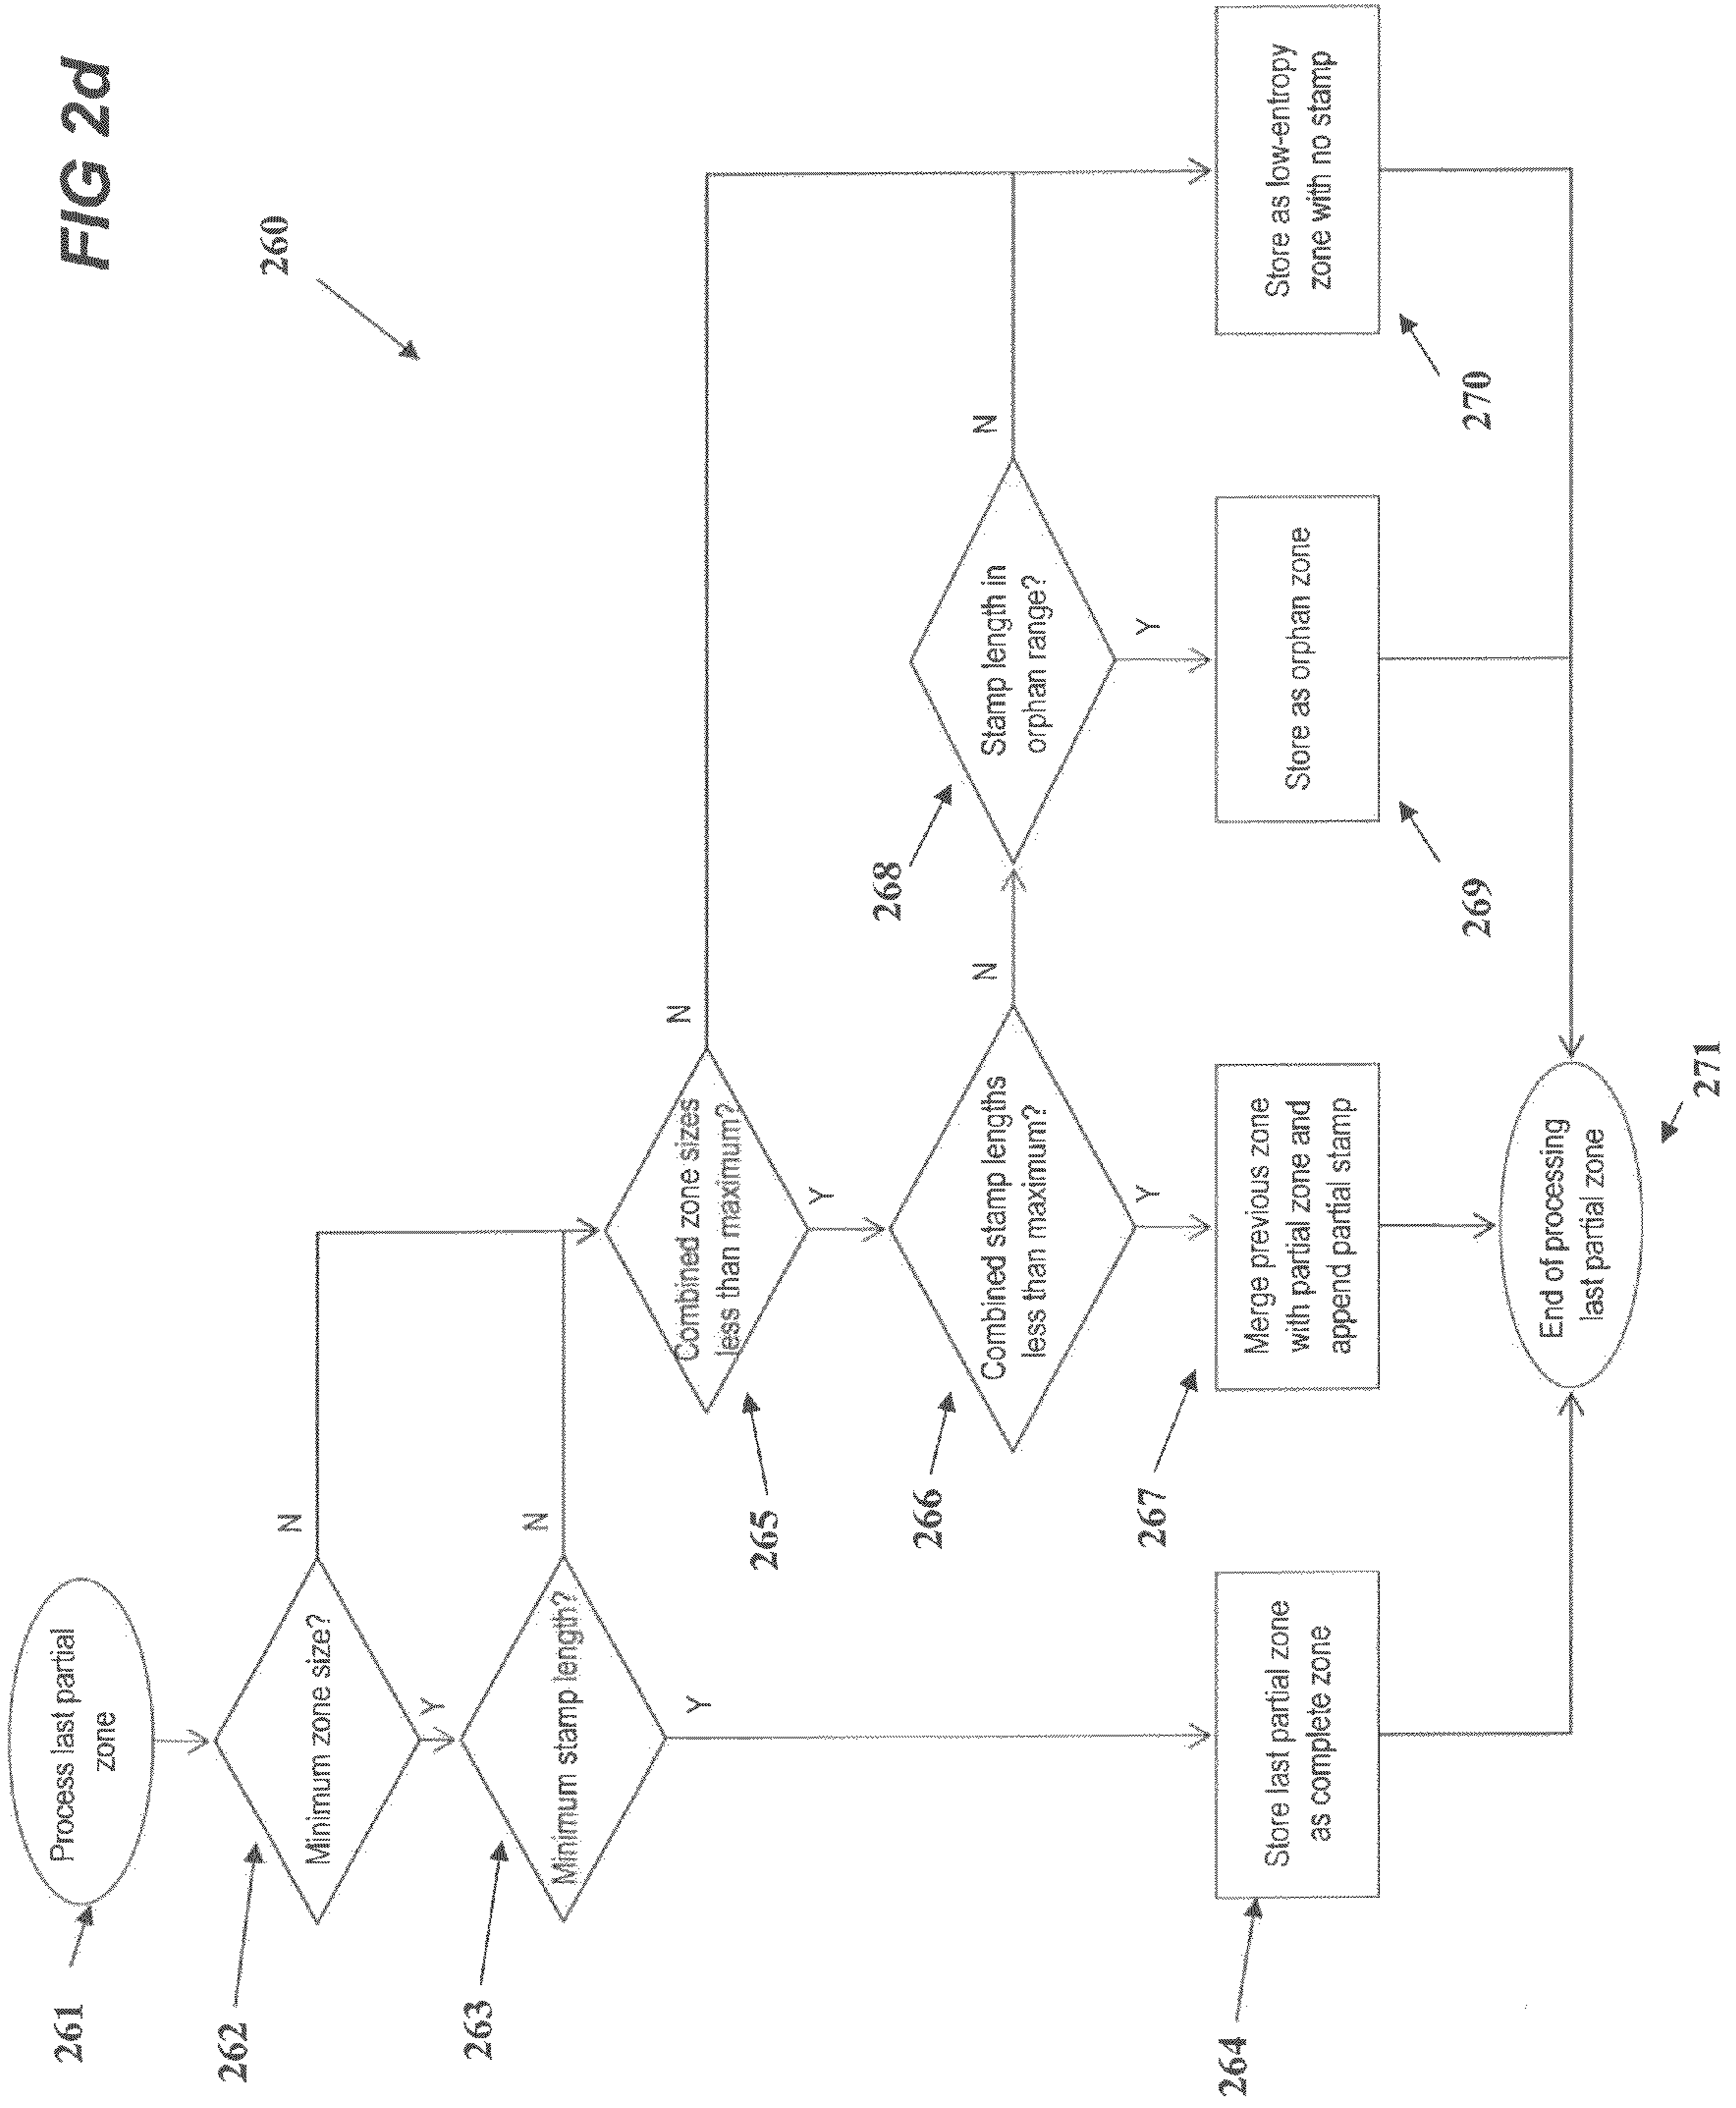 FIG 2d
260
261
Process last partial
zone
262
Minimum zone size?
N
Y
263
Minimum stamp length?
N
Y
265
Combined zone sizes
less than maximum?
N
Y
266
Combined stamp lengths
less than maximum?
N
Y
268
Stamp length in
orphan range?
N
Y
264
Store last partial zone
as complete zone
267
Merge previous zone
with partial zone and
append partial stamp
269
Store as orphan zone
270
Store as low-entropy
zone with no stamp
End of processing
last partial zone
271